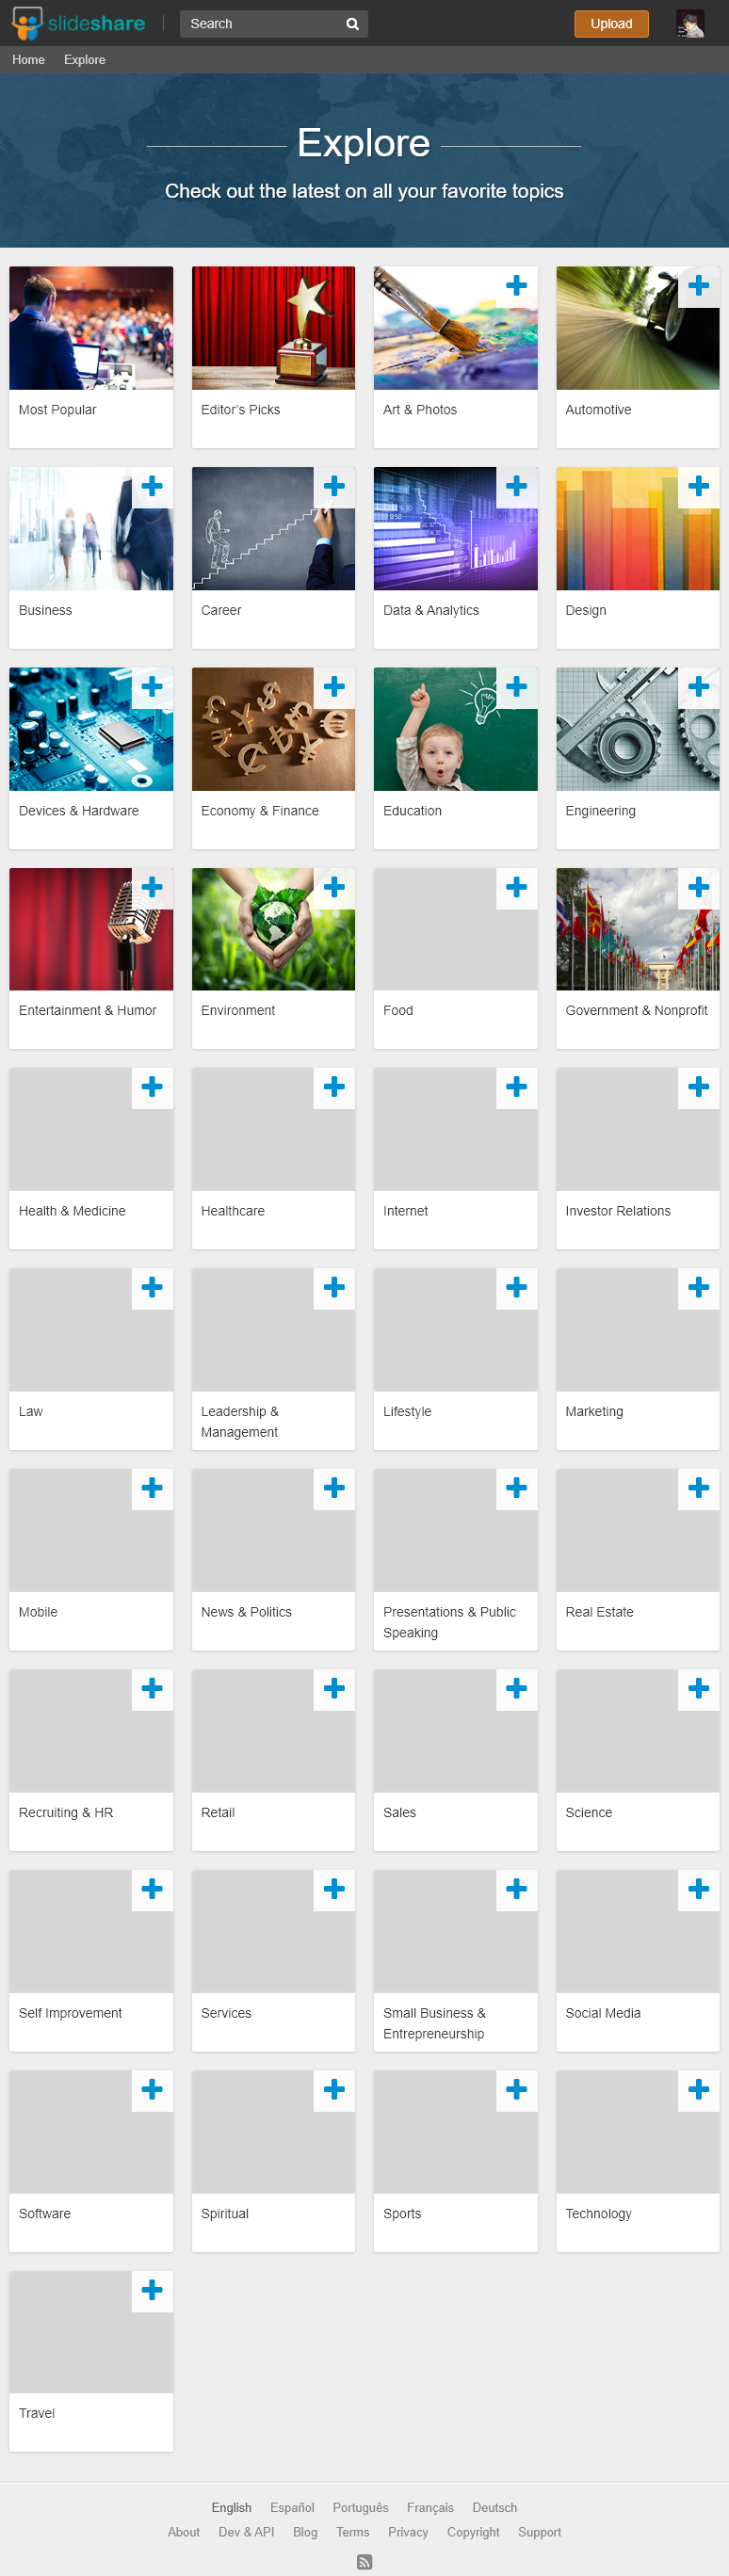 slideshare
Search
Upload
Home
Explore
Explore
Check out the latest on all your favorite topics
Most Popular
Editor's Picks
Art & Photos
Automotive
Business
Career
Data & Analytics
Design
Devices & Hardware
Economy & Finance
Education
Engineering
Entertainment & Humor
Environment
Food
Government & Nonprofit
Health & Medicine
Healthcare
Internet
Investor Relations
Law
Leadership &
Management
Lifestyle
Marketing
Mobile
News & Politics
Presentations & Public
Speaking
Real Estate
Recruiting & HR
Retail
Sales
Science
Self Improvement
Services
Small Business &
Entrepreneurship
Social Media
Software
Spiritual
Sports
Technology
Travel
English Español Português Français Deutsch
About Dev & API Blog Terms Privacy Copyright Support